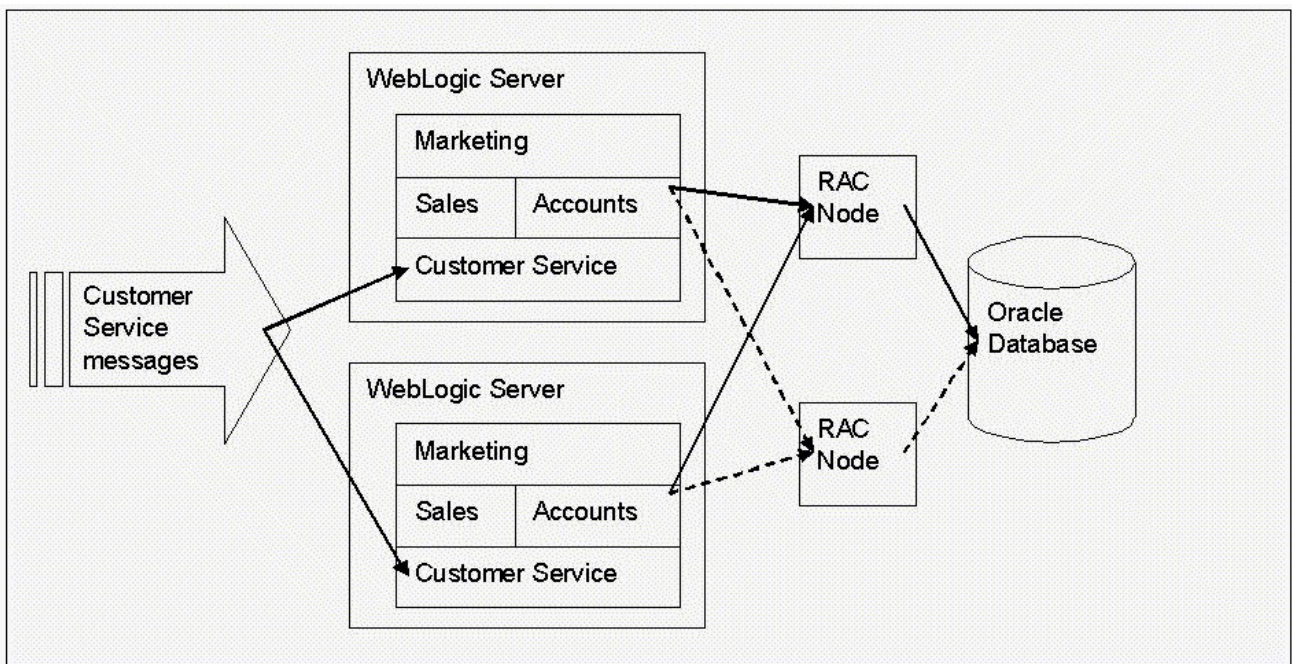 Customer
Service
messages
WebLogic Server
Marketing
Sales
Accounts
Customer Service
WebLogic Server
Marketing
Sales
Accounts
Customer Service
RAC
Node
RAC
Node
Oracle
Database